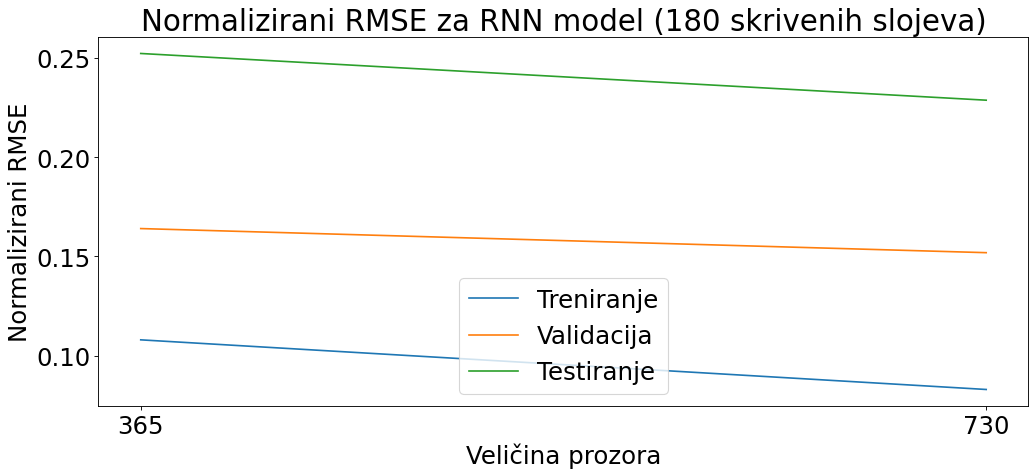 Normalizirani RMSE za RNN model (180 skrivenih slojeva)
Normalizirani RMSE
0.25
0.20
0.15
0.10
Treniranje
Validacija
Testiranje
365
730
Veličina prozora